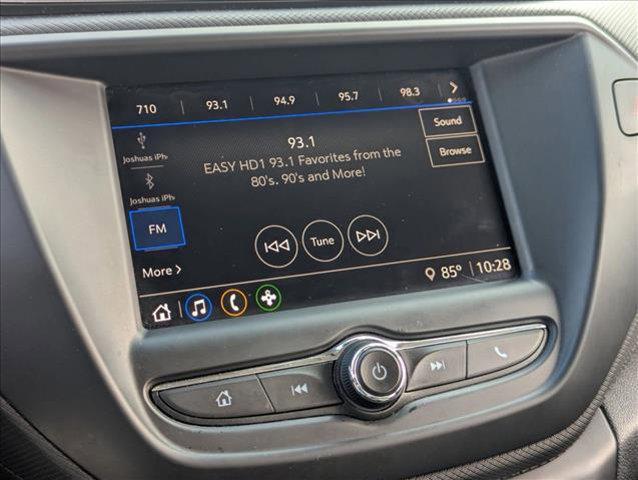 710 93.1 94.9 95.7 98.3
Sound
93.1
Joshuas iPh
EASY HD1 93.1 Favorites from the
80's. 90's and More!
Browse
Joshuas iPh
FM
Tune
More
85° 10:28